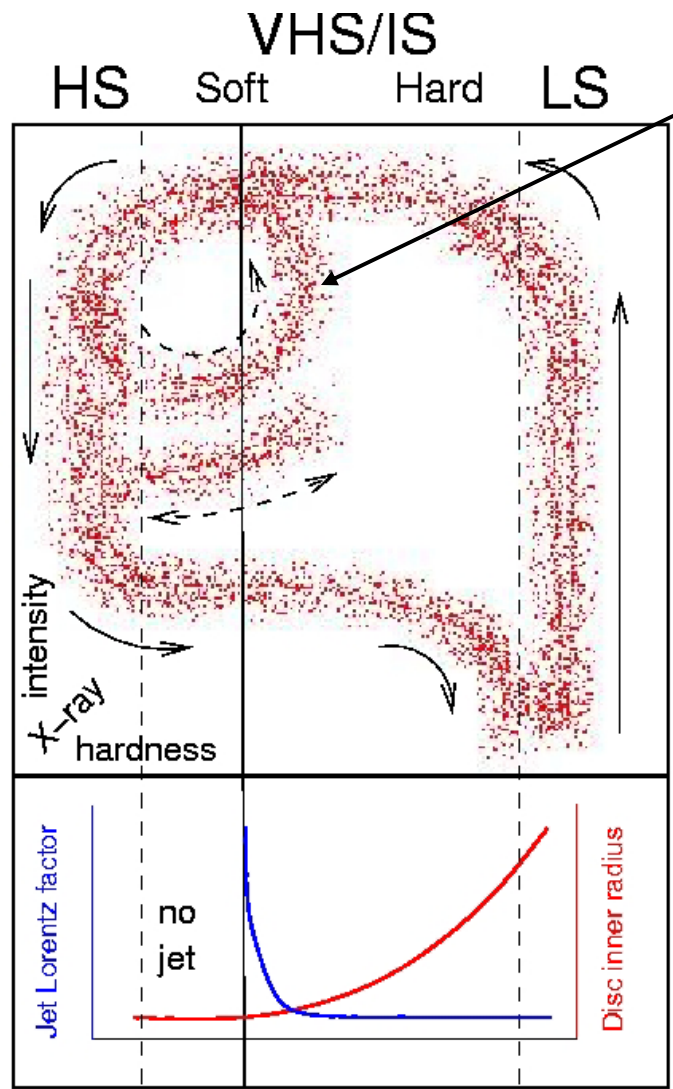 VHS/IS
HS
Soft
Hard
LS
intensity
X-ray
hardness
Jet Lorentz factor
no
jet
Disc inner radius